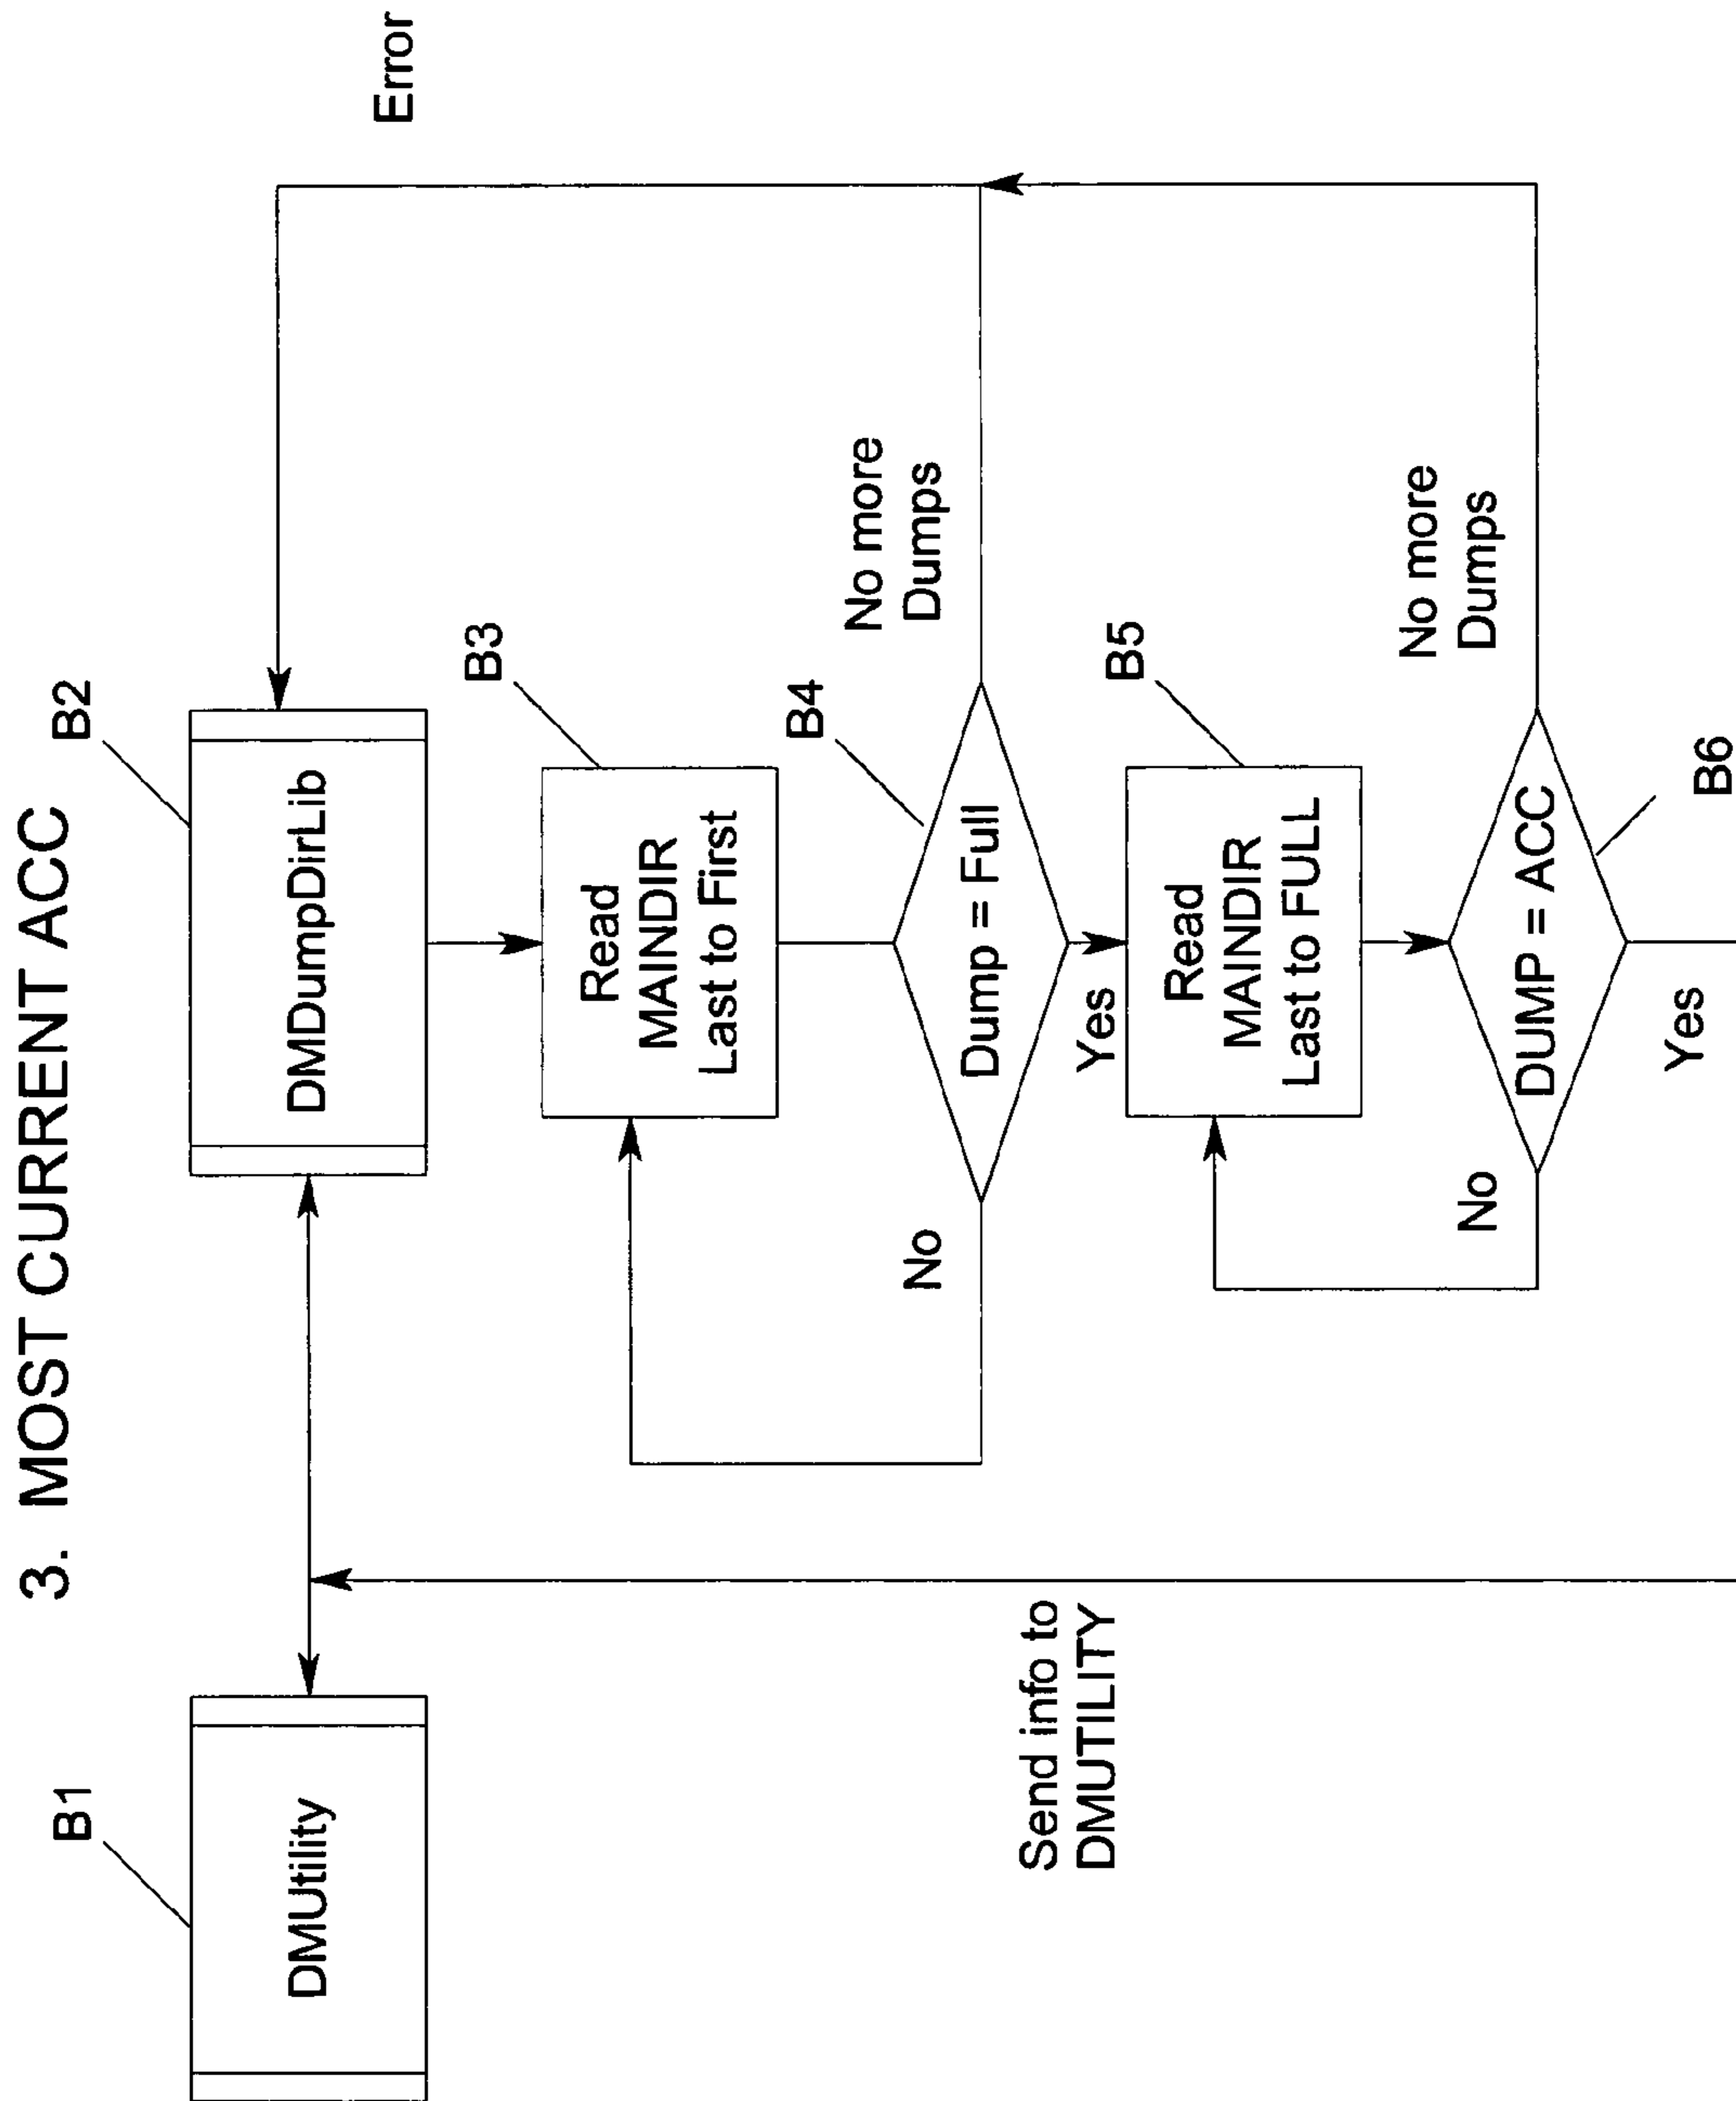 3. MOST CURRENT ACC
B1
B2
DMUtility
DMDumpDirLib
Error
B3
Read
MAINDIR
Last to First
B4
No more
Dumps
No
Dump = Full
Yes
B5
Send info to
DMUTILITY
Read
MAINDIR
Last to FULL
No more
Dumps
No
DUMP = ACC
B6
Yes